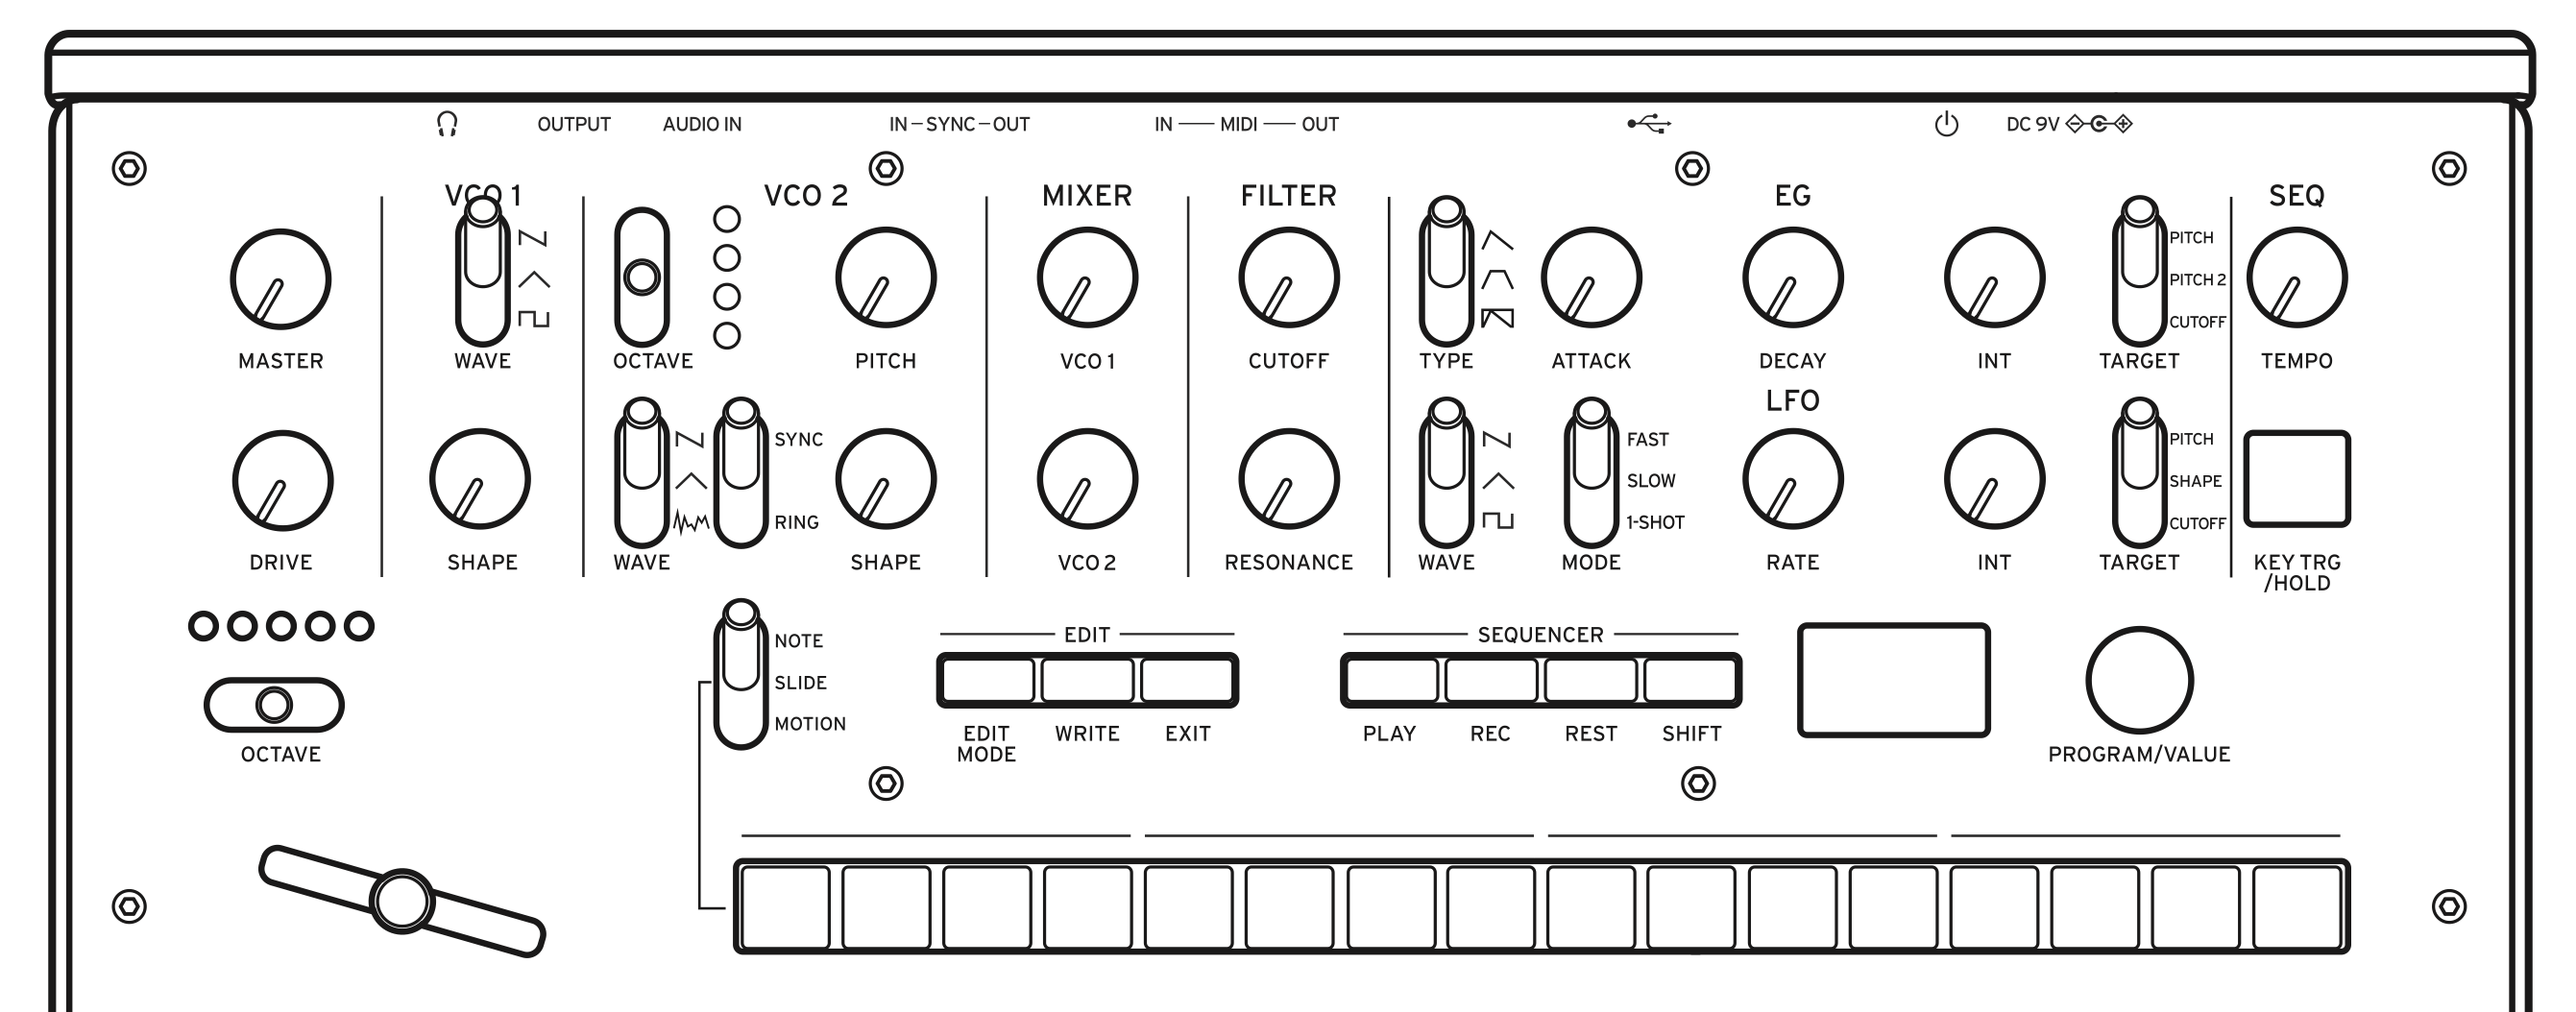 OUTPUT
AUDIO IN
IN – SYNC – OUT
IN — MIDI — OUT
DC 9V
VCO 1
VCO 2
MIXER
FILTER
EG
SEQ
PITCH
PITCH 2
CUTOFF
MASTER
WAVE
OCTAVE
PITCH
VCO 1
CUTOFF
TYPE
ATTACK
DECAY
INT
TARGET
TEMPO
LFO
SYNC
RING
FAST
SLOW
1-SHOT
PITCH
SHAPE
CUTOFF
DRIVE
SHAPE
WAVE
SHAPE
VCO 2
RESONANCE
WAVE
MODE
RATE
INT
TARGET
KEY TRG
/HOLD
NOTE
SLIDE
MOTION
EDIT
SEQUENCER
EDIT
MODE
WRITE
EXIT
PLAY
REC
REST
SHIFT
OCTAVE
PROGRAM/VALUE